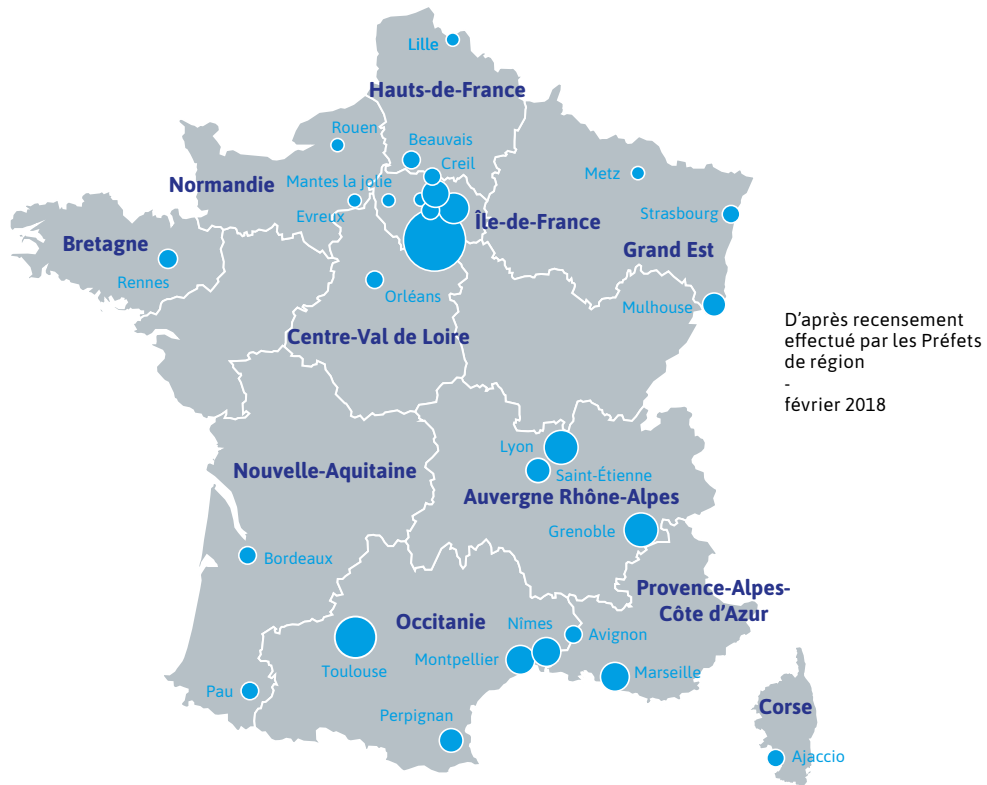 Lille
Hauts-de-France
Rouen
Beauvais
Creil
Metz
Normandie
Mantes la jolie
Evreux
Strasbourg
Île-de-France
Bretagne
Grand Est
Rennes
Orléans
Mulhouse
Centre-Val de Loire
D'après recensement
effectué par les Préfets
de région
-
février 2018
Lyon
Nouvelle-Aquitaine
Saint-Étienne
Auvergne Rhône-Alpes
Grenoble
Bordeaux
Provence-Alpes-
Côte d'Azur
Occitanie
Nîmes
Avignon
Montpellier
Toulouse
Marseille
Pau
Perpignan
Corse
Ajaccio